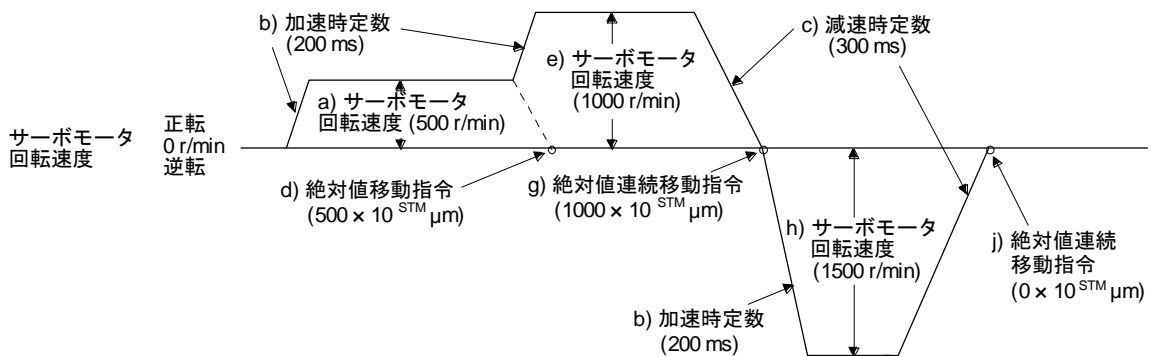 b) 加速時定数
(200 ms)
c) 減速時定数
(300 ms)
e) サーボモータ
回転速度
(1000 r/min)
a) サーボモータ
回転速度 (500 r/min)
サーボモータ
回転速度
正転
0 r/min
逆転
d) 絶対値移動指令
(500 × 10 STM μm)
g) 絶対値連続移動指令
(1000 × 10 STM μm)
h) サーボモータ
回転速度
(1500 r/min)
j) 絶対値連続
移動指令
(0 × 10 STM μm)
b) 加速時定数
(200 ms)